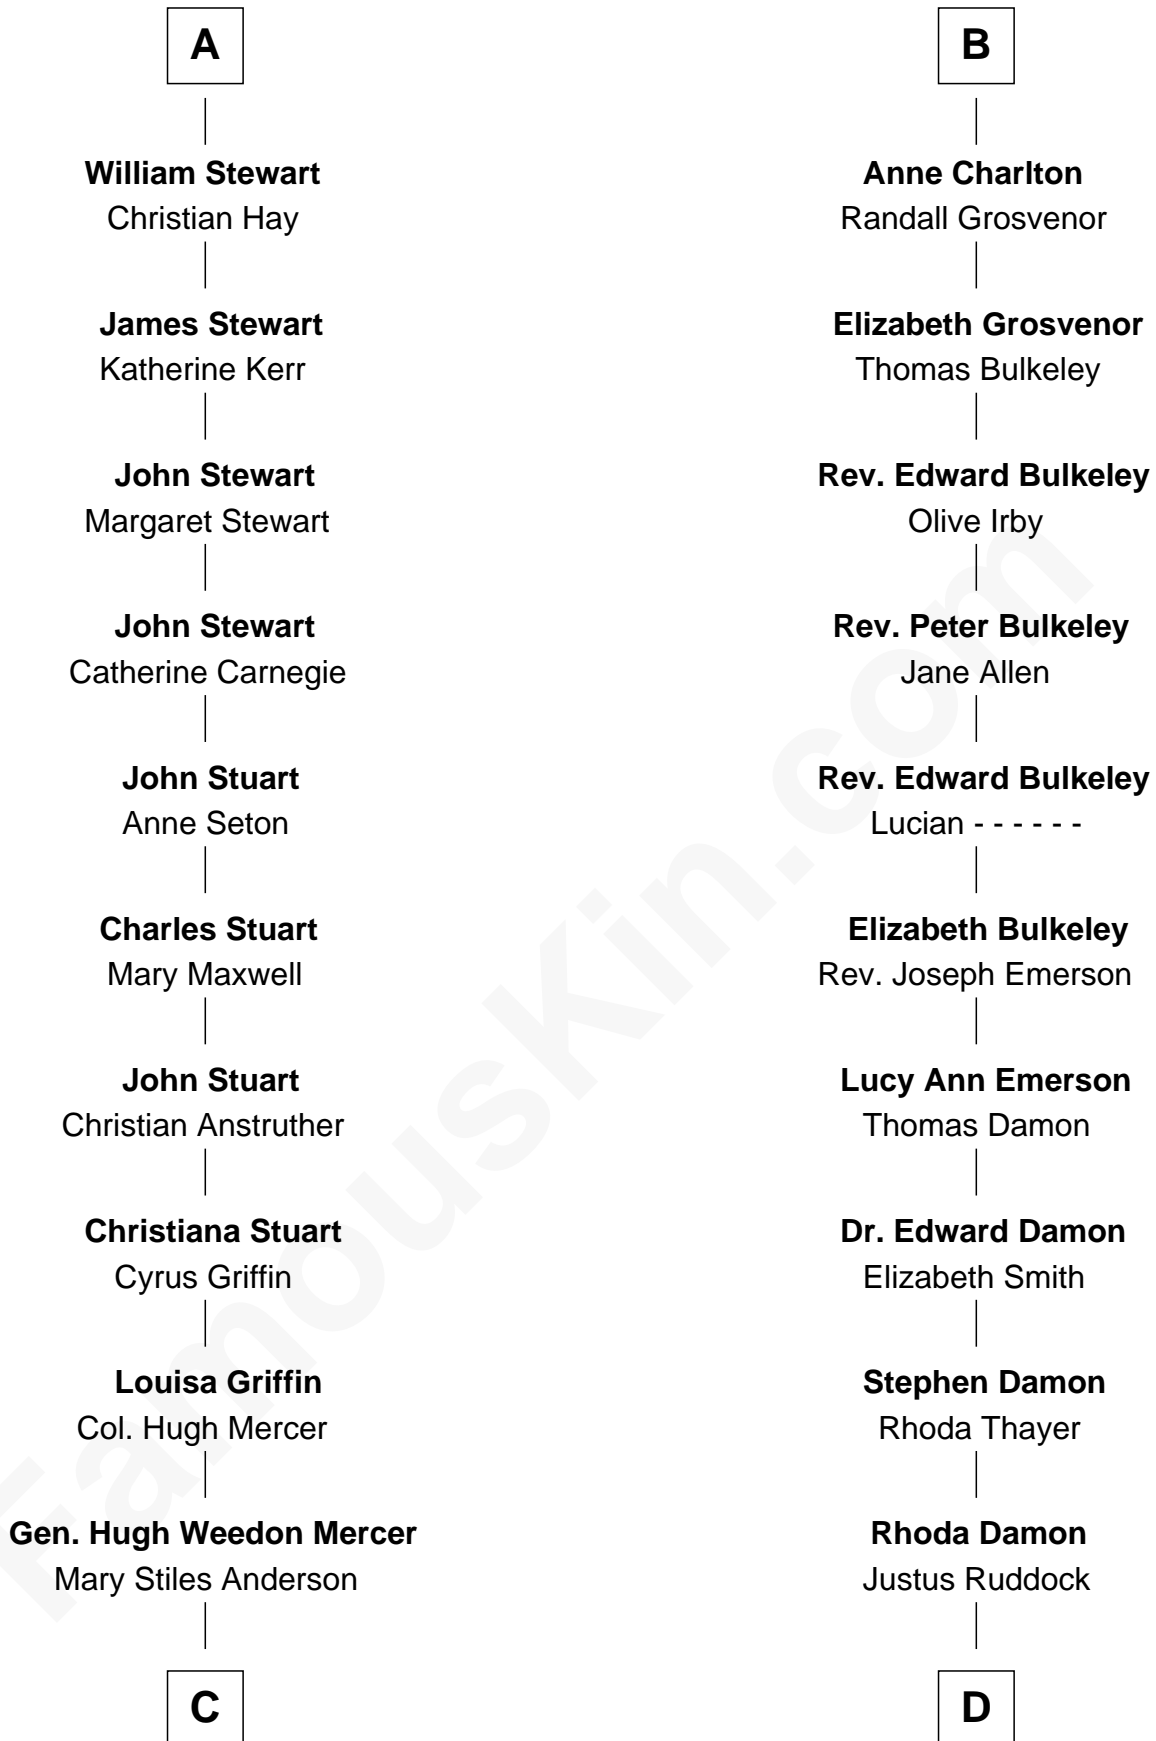 A
William Stewart
Christian Hay
James Stewart
Katherine Kerr
John Stewart
Margaret Stewart
John Stewart
Catherine Carnegie
John Stuart
Anne Seton
Charles Stuart
Mary Maxwell
John Stuart
Christian Anstruther
Christiana Stuart
Cyrus Griffin
Louisa Griffin
Col. Hugh Mercer
Gen. Hugh Weedon Mercer
Mary Stiles Anderson
C
B
Anne Charlton
Randall Grosvenor
Elizabeth Grosvenor
Thomas Bulkeley
Rev. Edward Bulkeley
Olive Irby
Rev. Peter Bulkeley
Jane Allen
Rev. Edward Bulkeley
Lucian - - - - - -
Elizabeth Bulkeley
Rev. Joseph Emerson
Lucy Ann Emerson
Thomas Damon
Dr. Edward Damon
Elizabeth Smith
Stephen Damon
Rhoda Thayer
Rhoda Damon
Justus Ruddock
D
FamousKin.com